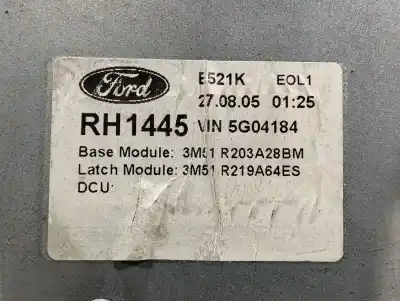 Ford
E521K EOL1
27.08.05 01:25
RH1445 VIN 5G04184
Base Module: 3M51 R203A28BM
Latch Module: 3M51 R219A64ES
DCU: